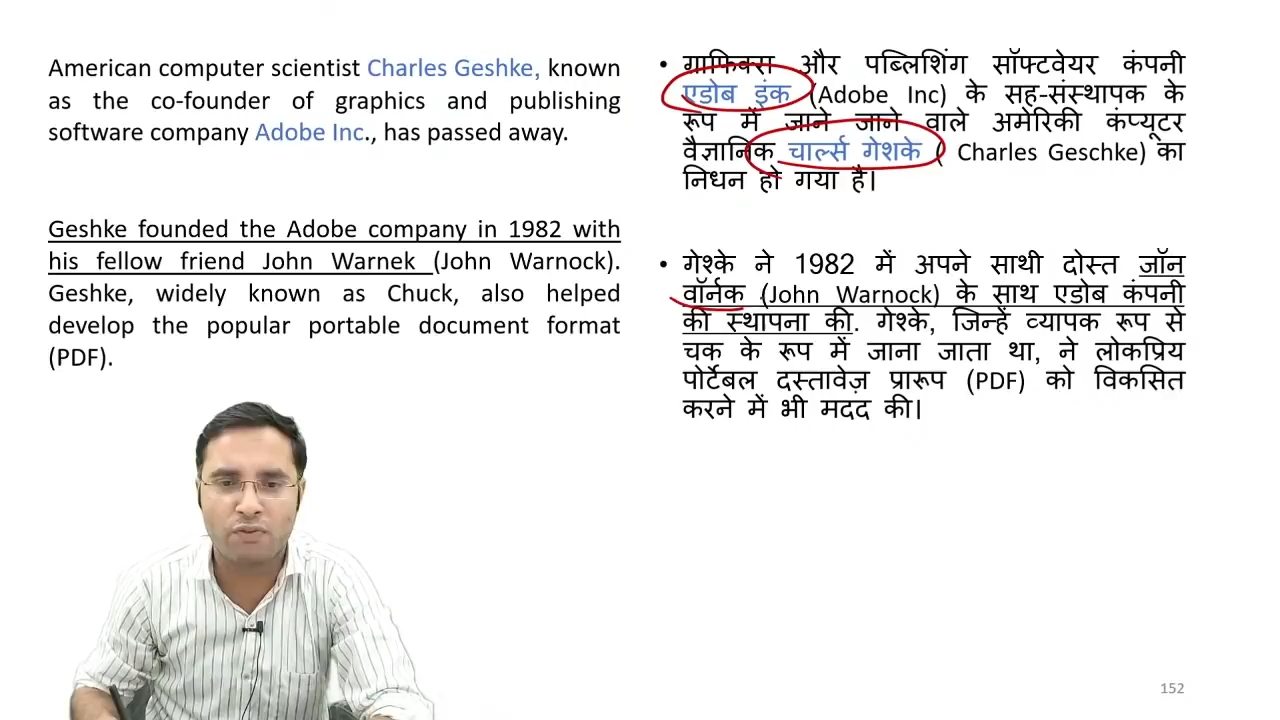 American computer scientist Charles Geshke, known
as the co-founder of graphics and publishing
software company Adobe Inc., has passed away.
Geshke founded the Adobe company in 1982 with
his fellow friend John Warnek (John Warnock).
Geshke, widely known as Chuck, also helped
develop the popular portable document format
(PDF).
• ग्राफिक्स और पब्लिशिंग सॉफ्टवेयर कंपनी
एडोब इंक (Adobe Inc) के सह-संस्थापक के
रूप में जाने जाने वाले अमेरिकी कंप्यूटर
वैज्ञानिक चार्ल्स गेशके ( Charles Geschke) का
निधन हो गया है।
• गेश्के ने 1982 में अपने साथी दोस्त जॉन
वॉर्नक (John Warnock) के साथ एडोब कंपनी
की स्थापना की. गेश्के, जिन्हें व्यापक रूप से
चक के रूप में जाना जाता था, ने लोकप्रिय
पोर्टेबल दस्तावेज़ प्रारूप (PDF) को विकसित
करने में भी मदद की।
152